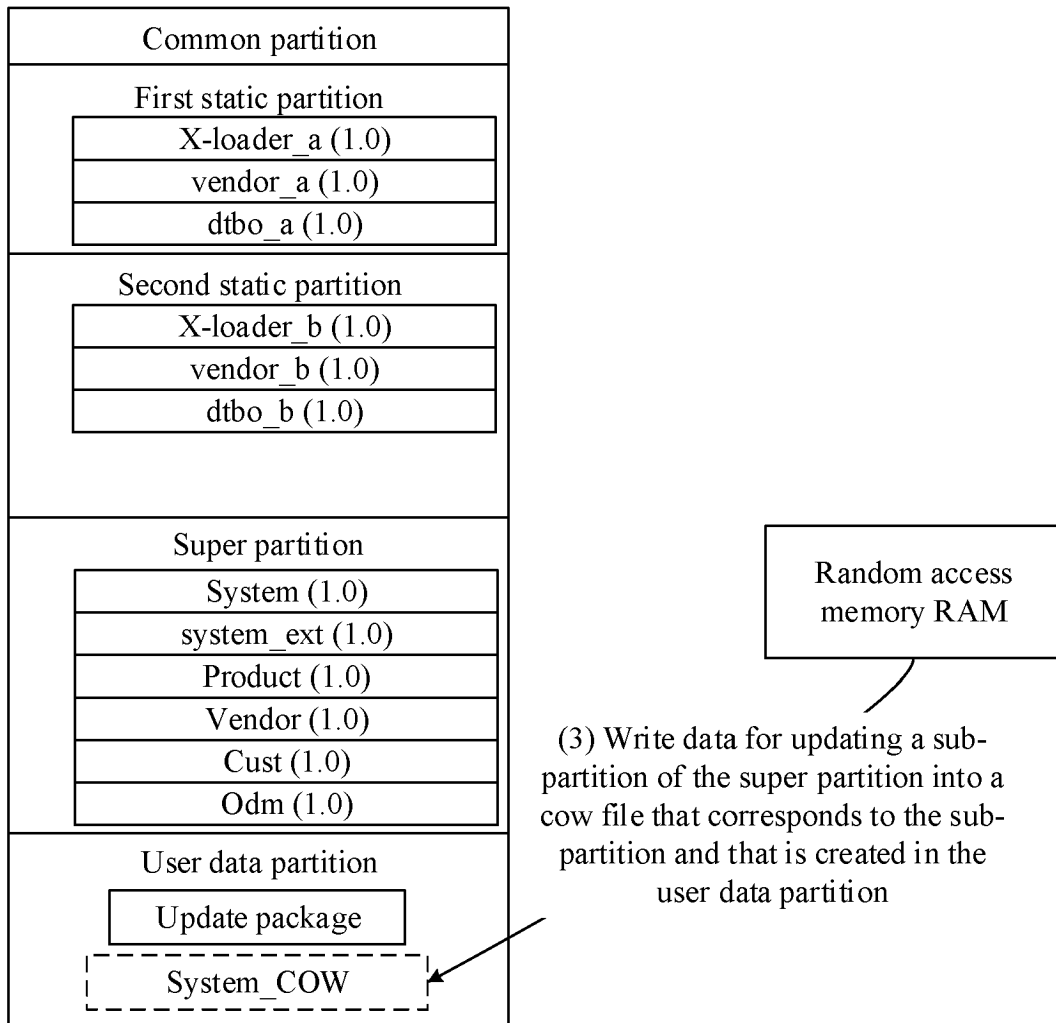 Common partition
First static partition
X-loader_a (1.0)
vendor_a (1.0)
dtbo_a (1.0)
Second static partition
X-loader_b (1.0)
vendor_b (1.0)
dtbo_b (1.0)
Super partition
System (1.0)
system_ext (1.0)
Product (1.0)
Vendor (1.0)
Cust (1.0)
Odm (1.0)
User data partition
Update package
System_COW
Random access
memory RAM
(3) Write data for updating a sub-
partition of the super partition into a
cow file that corresponds to the sub-
partition and that is created in the
user data partition